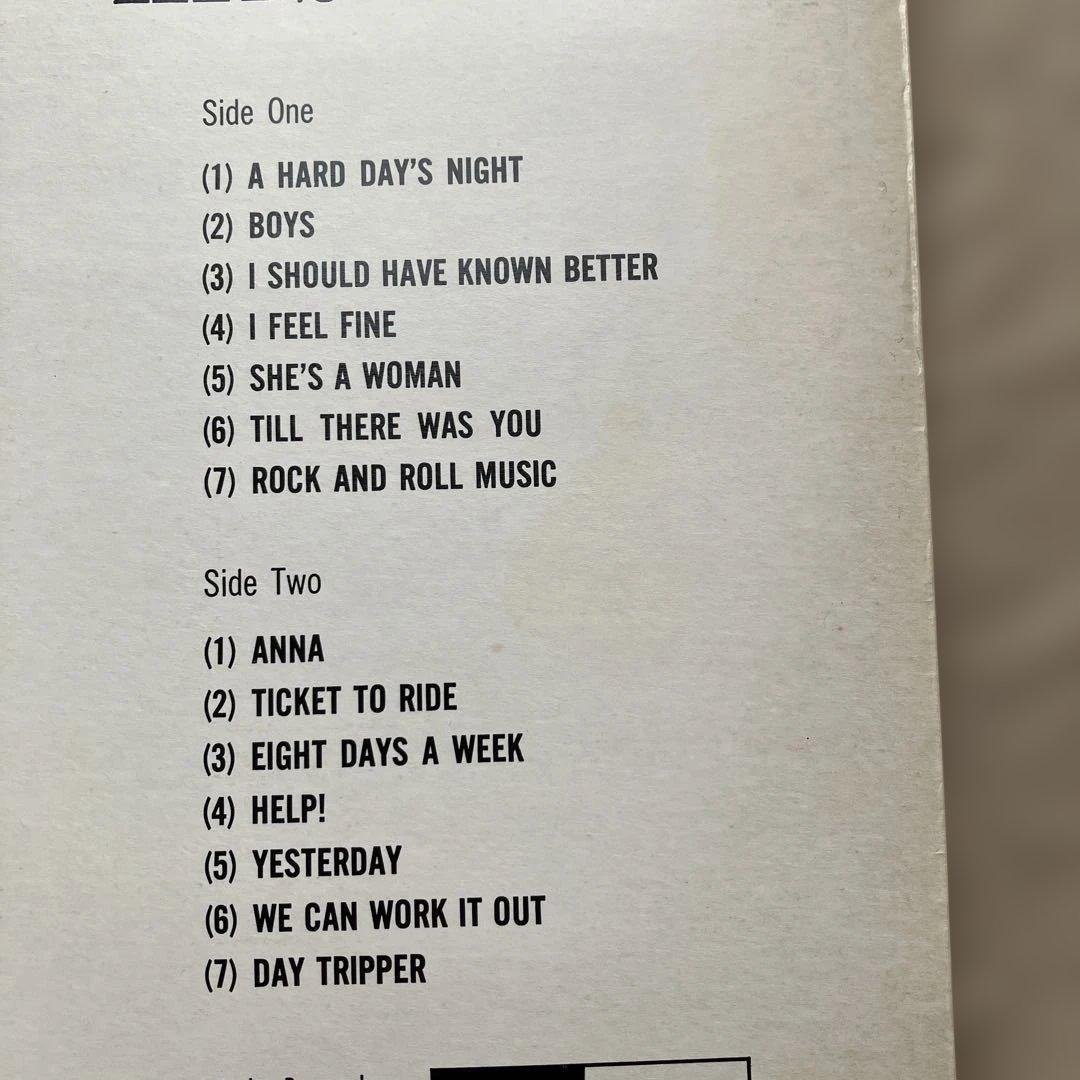 Side One
(1) A HARD DAY'S NIGHT
(2) BOYS
(3) I SHOULD HAVE KNOWN BETTER
(4) I FEEL FINE
(5) SHE'S A WOMAN
(6) TILL THERE WAS YOU
(7) ROCK AND ROLL MUSIC
Side Two
(1) ANNA
(2) TICKET TO RIDE
(3) EIGHT DAYS A WEEK
(4) HELP!
(5) YESTERDAY
(6) WE CAN WORK IT OUT
(7) DAY TRIPPER